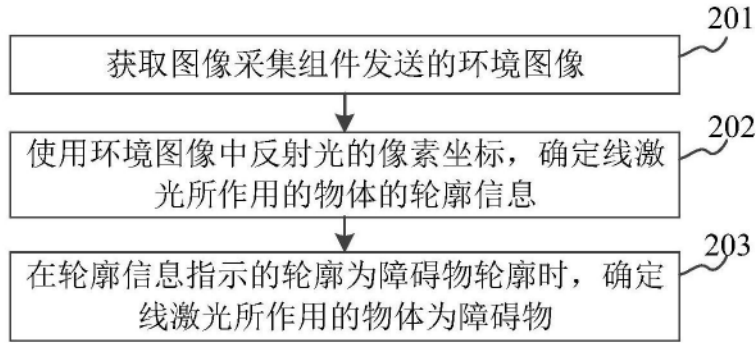 201
获取图像采集组件发送的环境图像
202
使用环境图像中反射光的像素坐标，确定线激
光所作用的物体的轮廓信息
203
在轮廓信息指示的轮廓为障碍物轮廓时，确定
线激光所作用的物体为障碍物